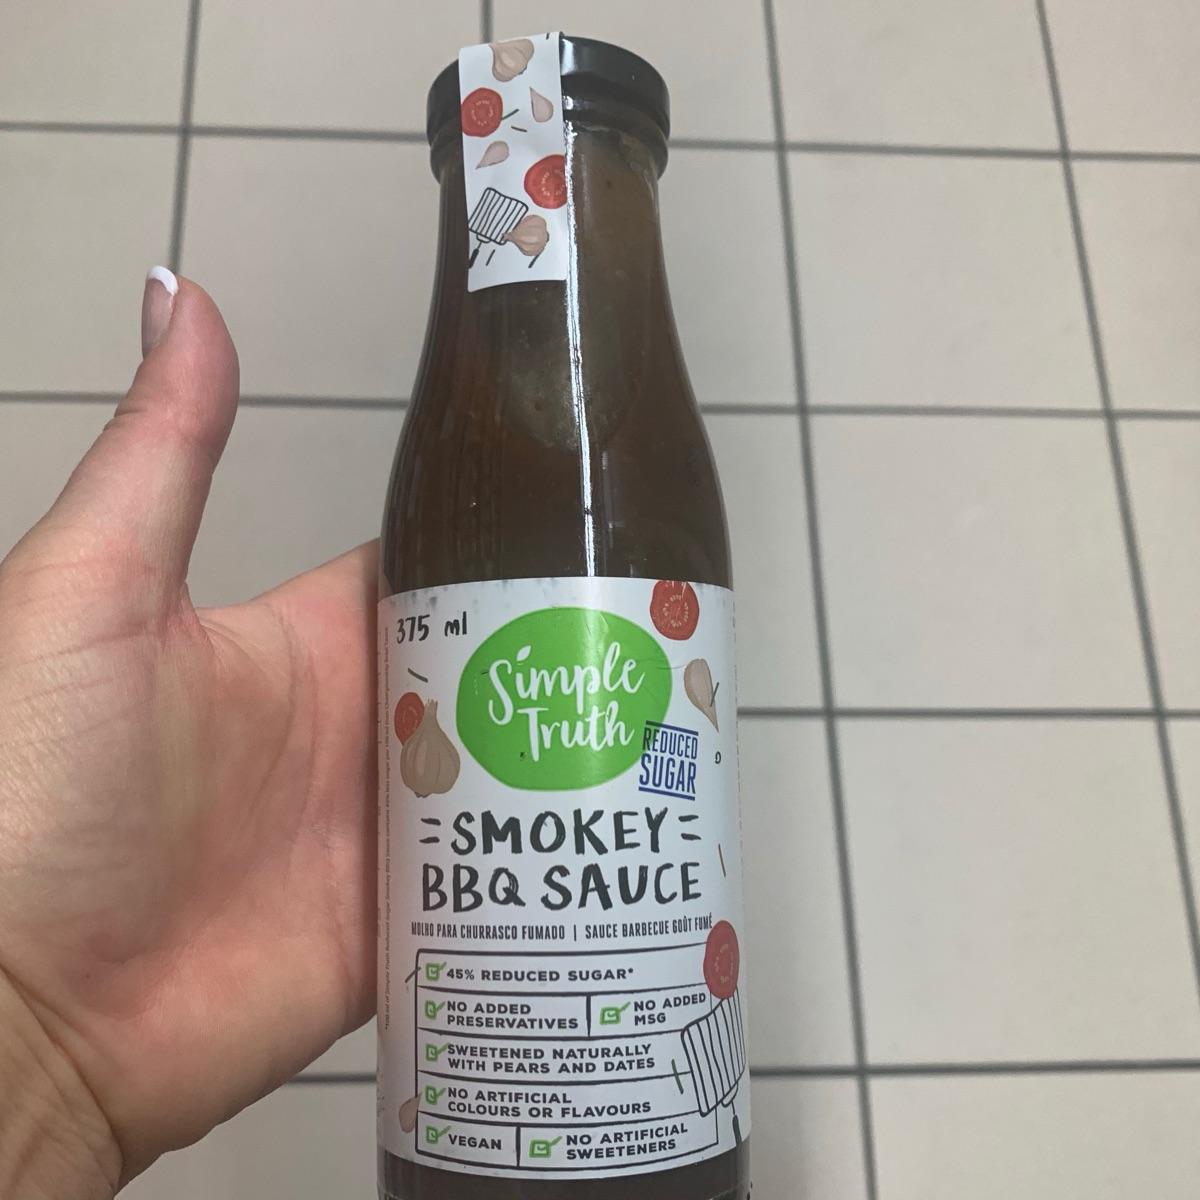 375 ml
Simple
Truth
REDUCED
SUGAR
SMOKEY
BBQ SAUCE
MOLHO PARA CHURRASCO FUMADO | SAUCE BARBECUE GOÛT FUMÉ
45% REDUCED SUGAR*
NO ADDED
PRESERVATIVES
NO ADDED
MSG
SWEETENED NATURALLY
WITH PEARS AND DATES
NO ARTIFICIAL
COLOURS OR FLAVOURS
VEGAN
NO ARTIFICIAL
SWEETENERS